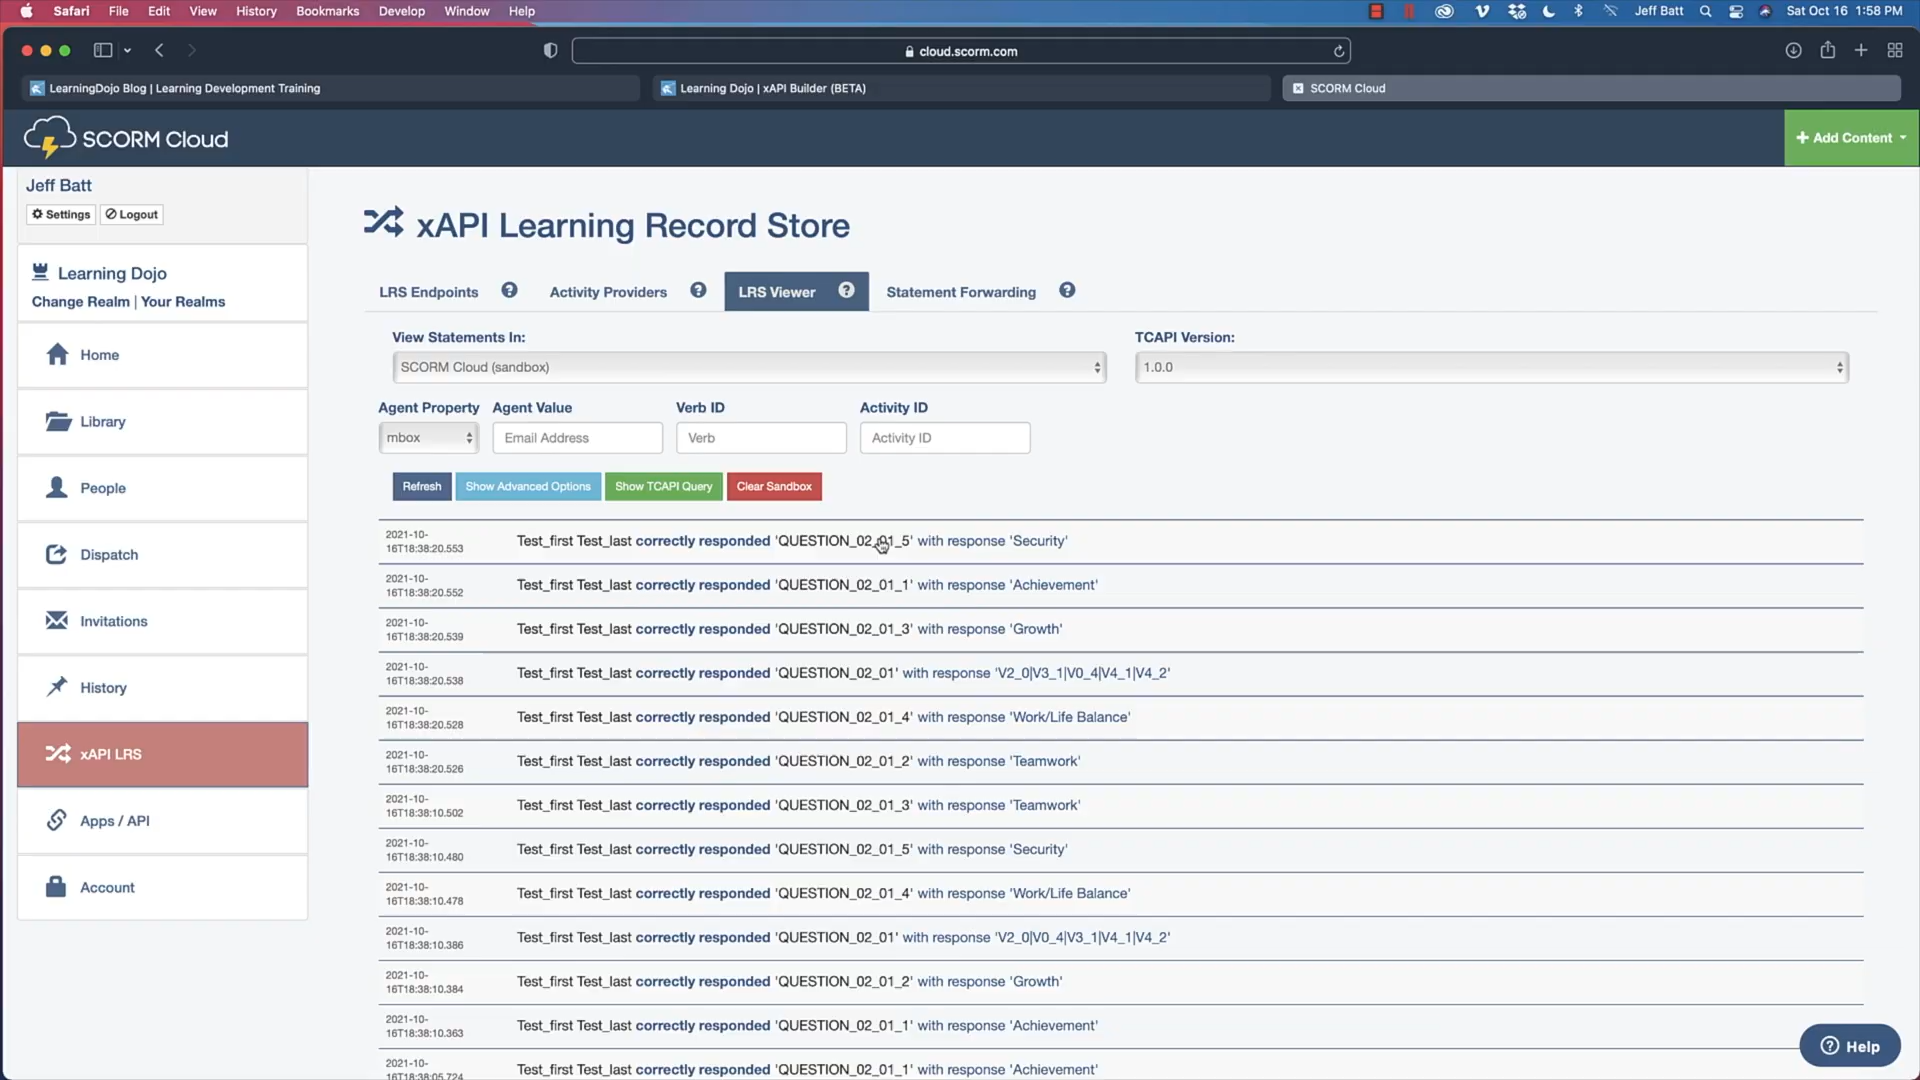 Safari File Edit View History Bookmarks Develop Window Help Jeff Batt Sat Oct 16 1:58 PM
cloud.scorm.com
LearningDojo Blog | Learning Development Training
Learning Dojo | xAPI Builder (BETA)
SCORM Cloud
SCORM Cloud
+ Add Content
Jeff Batt
Settings
Logout
Learning Dojo
Change Realm | Your Realms
Home
Library
People
Dispatch
Invitations
History
xAPI LRS
Apps / API
Account
xAPI Learning Record Store
LRS Endpoints ? Activity Providers ? LRS Viewer ? Statement Forwarding ?
View Statements In:
TCAPI Version:
SCORM Cloud (sandbox)
1.0.0
Agent Property Agent Value Verb ID Activity ID
mbox Email Address Verb Activity ID
Refresh Show Advanced Options Show TCAPI Query Clear Sandbox
2021-10-
16T18:38:20.553
Test_first Test_last correctly responded 'QUESTION_02_01_5' with response 'Security'
2021-10-
16T18:38:20.552
Test_first Test_last correctly responded 'QUESTION_02_01_1' with response 'Achievement'
2021-10-
16T18:38:20.539
Test_first Test_last correctly responded 'QUESTION_02_01_3' with response 'Growth'
2021-10-
16T18:38:20.538
Test_first Test_last correctly responded 'QUESTION_02_01' with response 'V2_0|V3_1|V0_4|V4_1|V4_2'
2021-10-
16T18:38:20.528
Test_first Test_last correctly responded 'QUESTION_02_01_4' with response 'Work/Life Balance'
2021-10-
16T18:38:20.526
Test_first Test_last correctly responded 'QUESTION_02_01_2' with response 'Teamwork'
2021-10-
16T18:38:10.502
Test_first Test_last correctly responded 'QUESTION_02_01_3' with response 'Teamwork'
2021-10-
16T18:38:10.480
Test_first Test_last correctly responded 'QUESTION_02_01_5' with response 'Security'
2021-10-
16T18:38:10.478
Test_first Test_last correctly responded 'QUESTION_02_01_4' with response 'Work/Life Balance'
2021-10-
16T18:38:10.386
Test_first Test_last correctly responded 'QUESTION_02_01' with response 'V2_0|V0_4|V3_1|V4_1|V4_2'
2021-10-
16T18:38:10.384
Test_first Test_last correctly responded 'QUESTION_02_01_2' with response 'Growth'
2021-10-
16T18:38:10.363
Test_first Test_last correctly responded 'QUESTION_02_01_1' with response 'Achievement'
2021-10-
16T18:38:05.724
Test_first Test_last correctly responded 'QUESTION_02_01_1' with response 'Achievement'
? Help